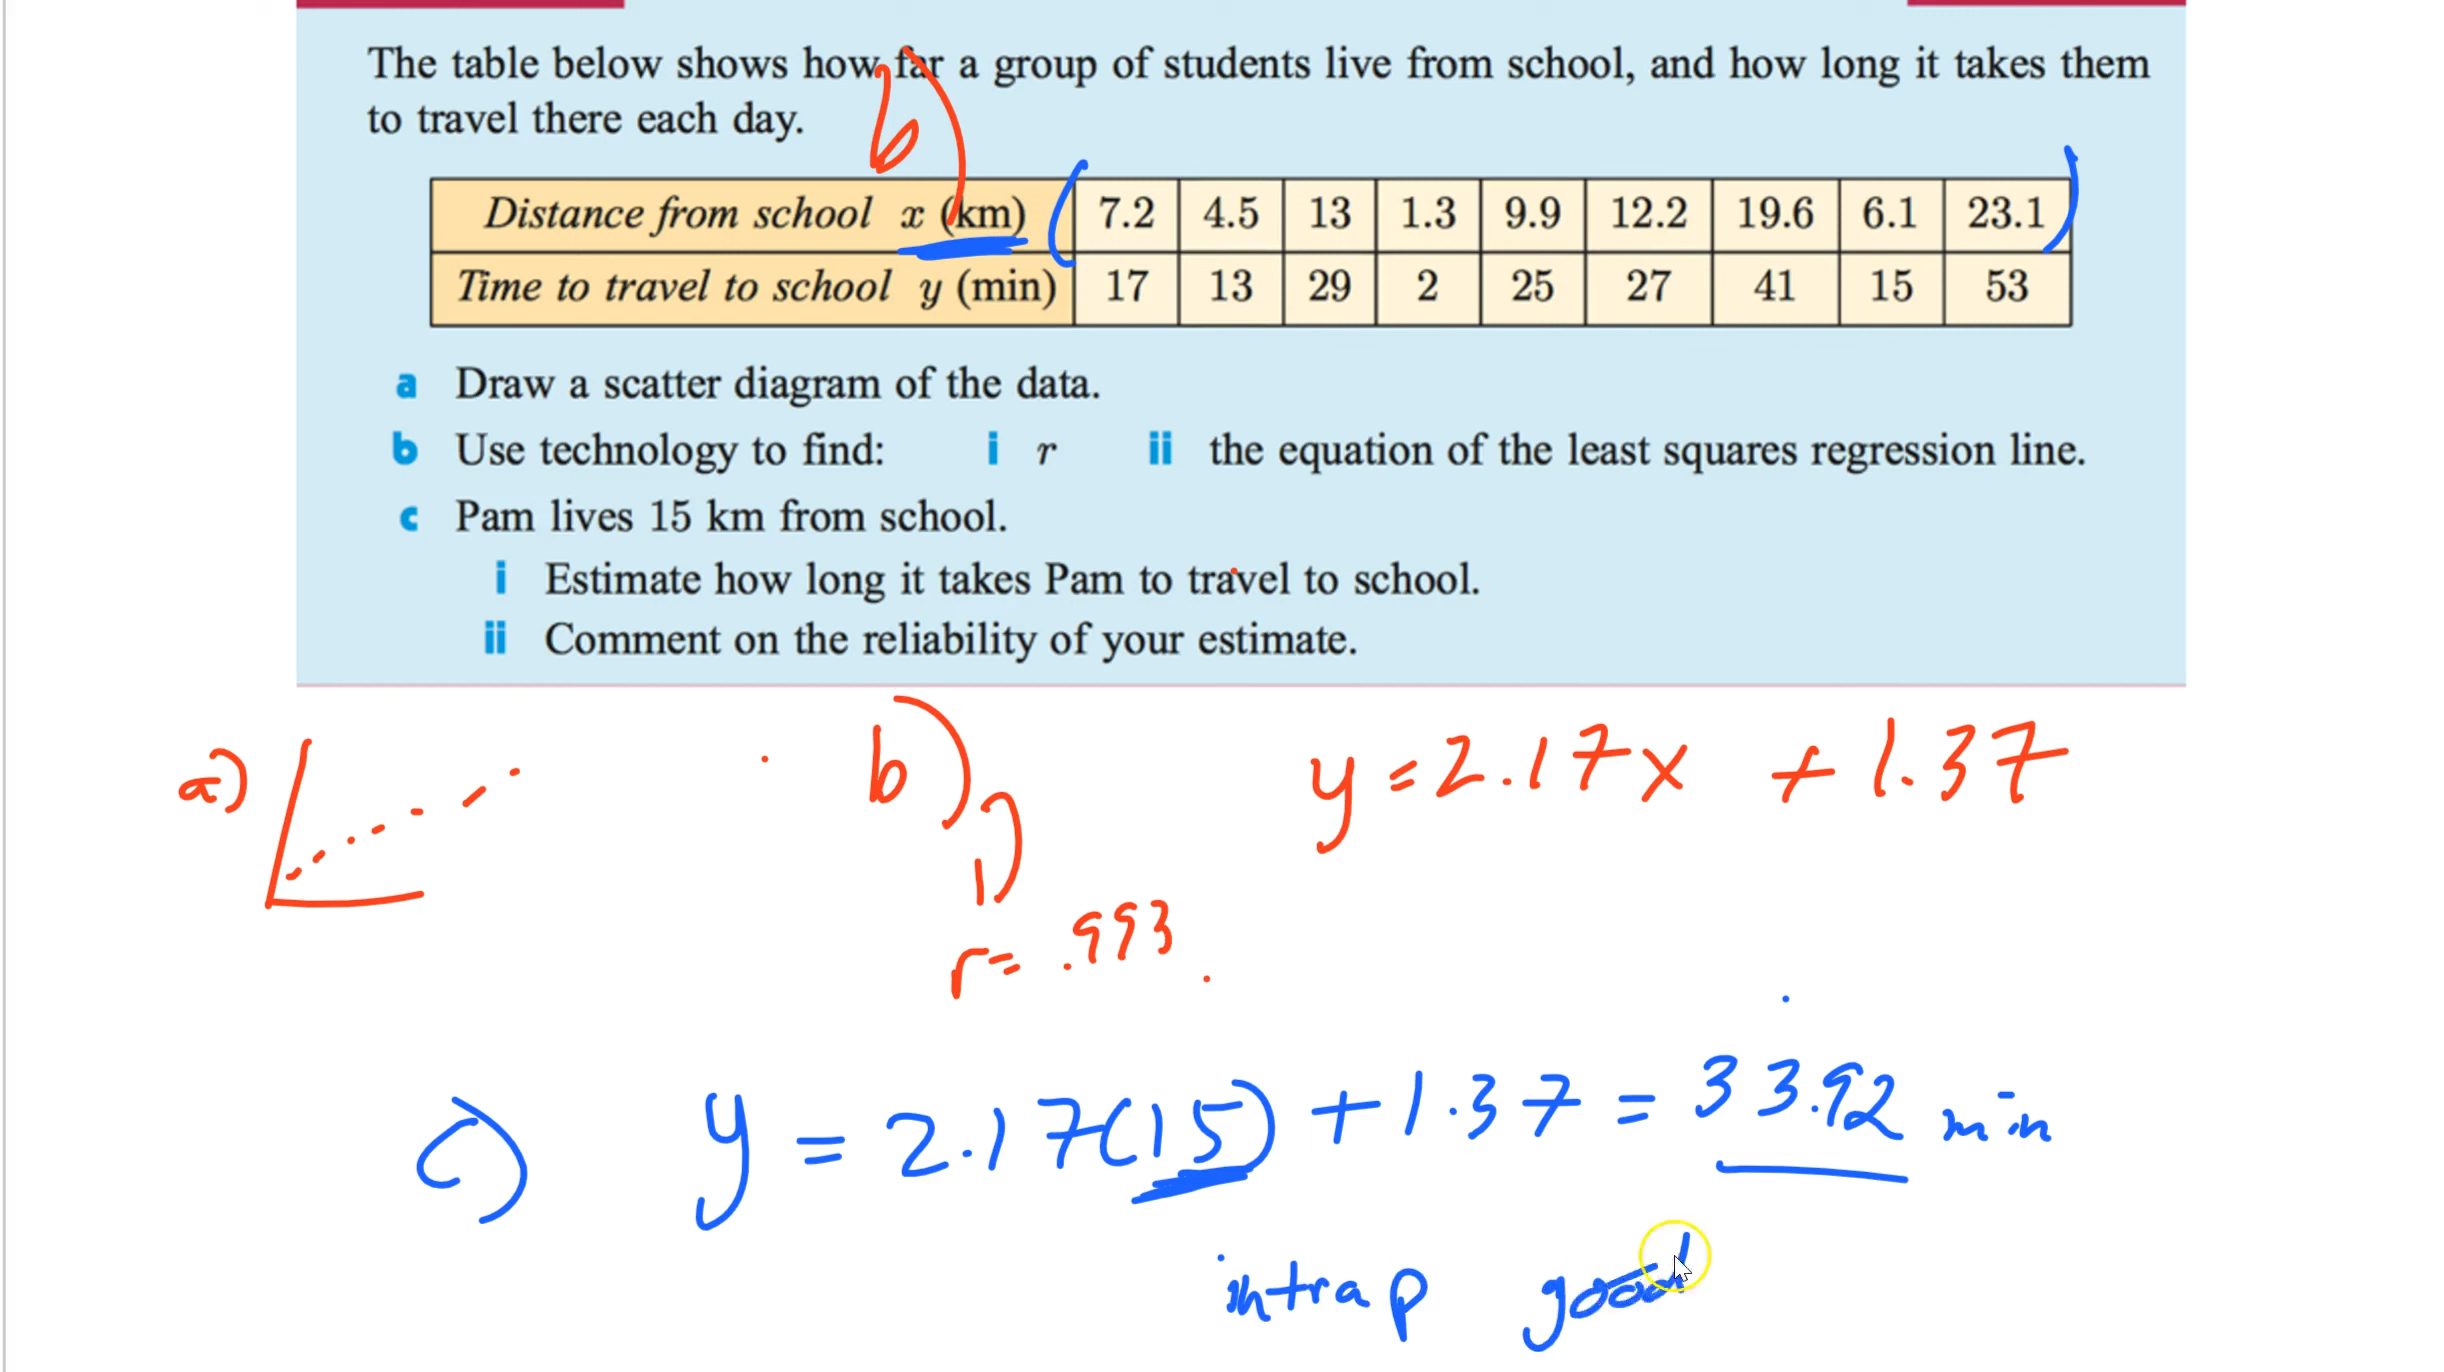 The table below shows how far a group of students live from school, and how long it takes them
to travel there each day.
b)
Distance from school x (km) ( 7.2 4.5 13 1.3 9.9 12.2 19.6 6.1 23.1 )
Time to travel to school y (min) 17 13 29 2 25 27 41 15 53
a Draw a scatter diagram of the data.
b Use technology to find: i r ii the equation of the least squares regression line.
c Pam lives 15 km from school.
i Estimate how long it takes Pam to travel to school.
ii Comment on the reliability of your estimate.
a) b) y = 2.17x + 1.37
1)
r = .993
c) y = 2.17(15) + 1.37 = 33.92 min
intrap good